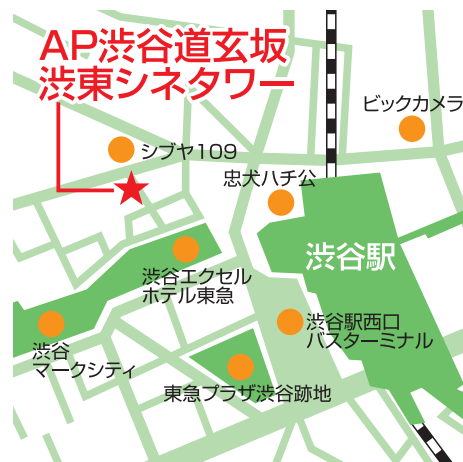 AP渋谷道玄坂
渋東シネタワー
ビックカメラ
シブヤ109
忠犬ハチ公
渋谷駅
渋谷エクセル
ホテル東急
渋谷駅西口
バスターミナル
渋谷
マークシティ
東急プラザ渋谷跡地